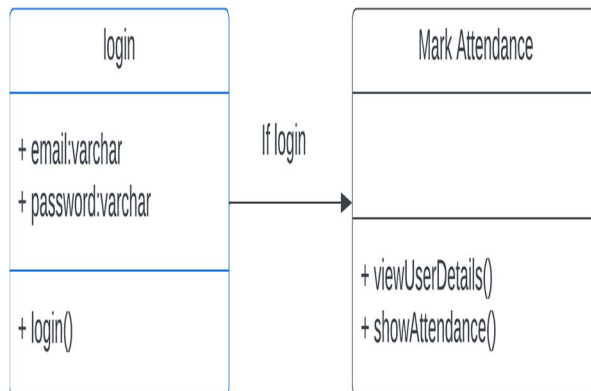 login
+ email:varchar
+ password:varchar
+ login()
If login
Mark Attendance
+ viewUserDetails()
+ showAttendance()